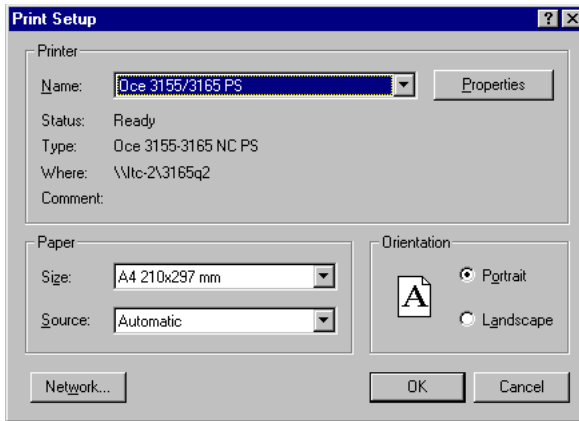 Print Setup
Printer
Name: Oce 3155/3165 PS Properties
Status: Ready
Type: Oce 3155-3165 NC PS
Where: \\ltc-2\3165q2
Comment:
Paper
Size: A4 210x297 mm
Source: Automatic
Orientation
A
Portrait
Landscape
Network... OK Cancel